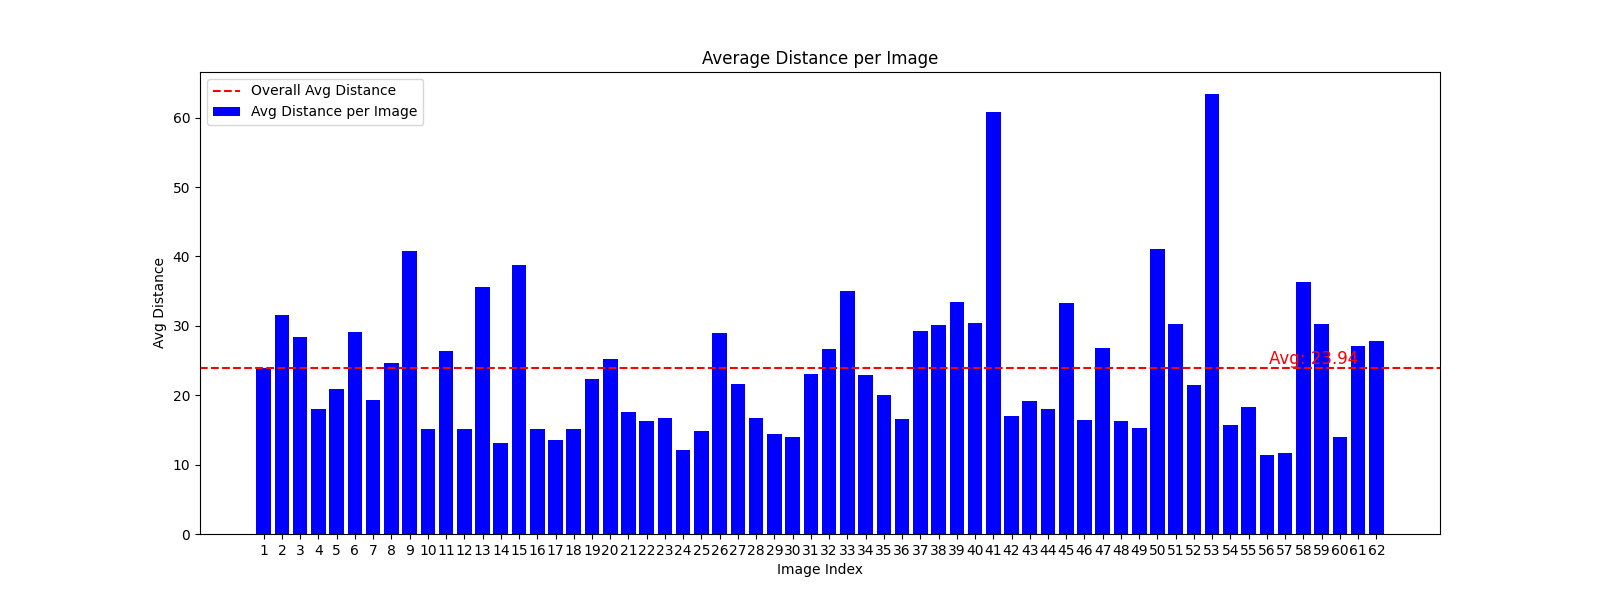 Average Distance per Image
Overall Avg Distance
Avg Distance per Image
60
50
40
30
20
10
0
Avg Distance
Avg: 23.94
1 2 3 4 5 6 7 8 9 10 11 12 13 14 15 16 17 18 19 20 21 22 23 24 25 26 27 28 29 30 31 32 33 34 35 36 37 38 39 40 41 42 43 44 45 46 47 48 49 50 51 52 53 54 55 56 57 58 59 60 61 62
Image Index